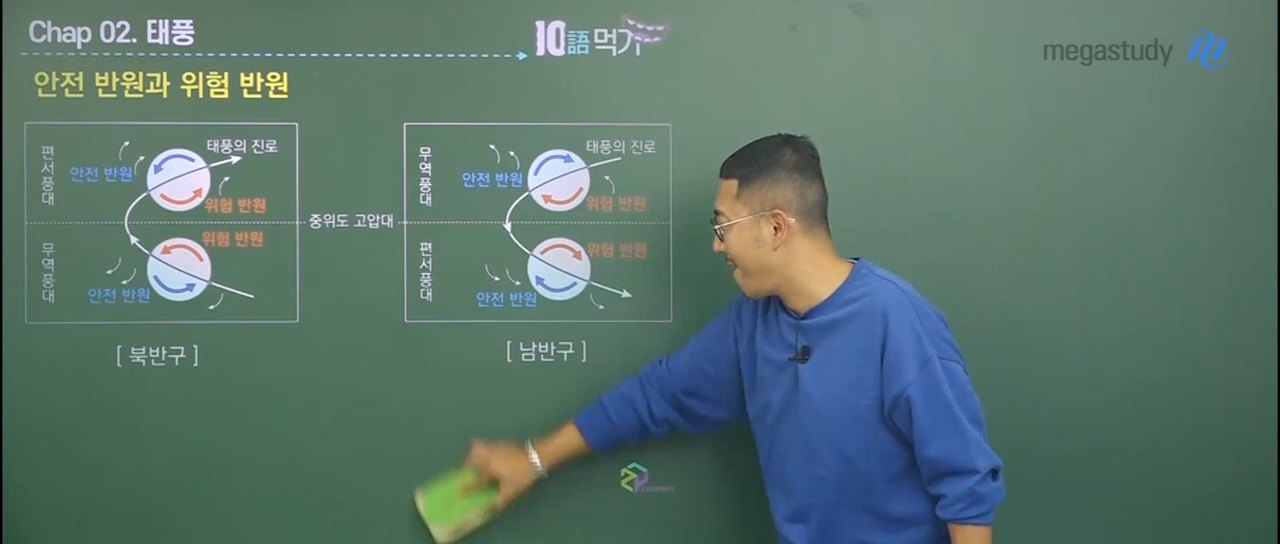 Chap 02. 태풍
10語먹기
megastudy
안전 반원과 위험 반원
편서풍대
안전 반원
태풍의 진로
위험 반원
무역풍대
위험 반원
안전 반원
[ 북반구 ]
중위도 고압대
무역풍대
안전 반원
태풍의 진로
위험 반원
편서풍대
위험 반원
안전 반원
[ 남반구 ]